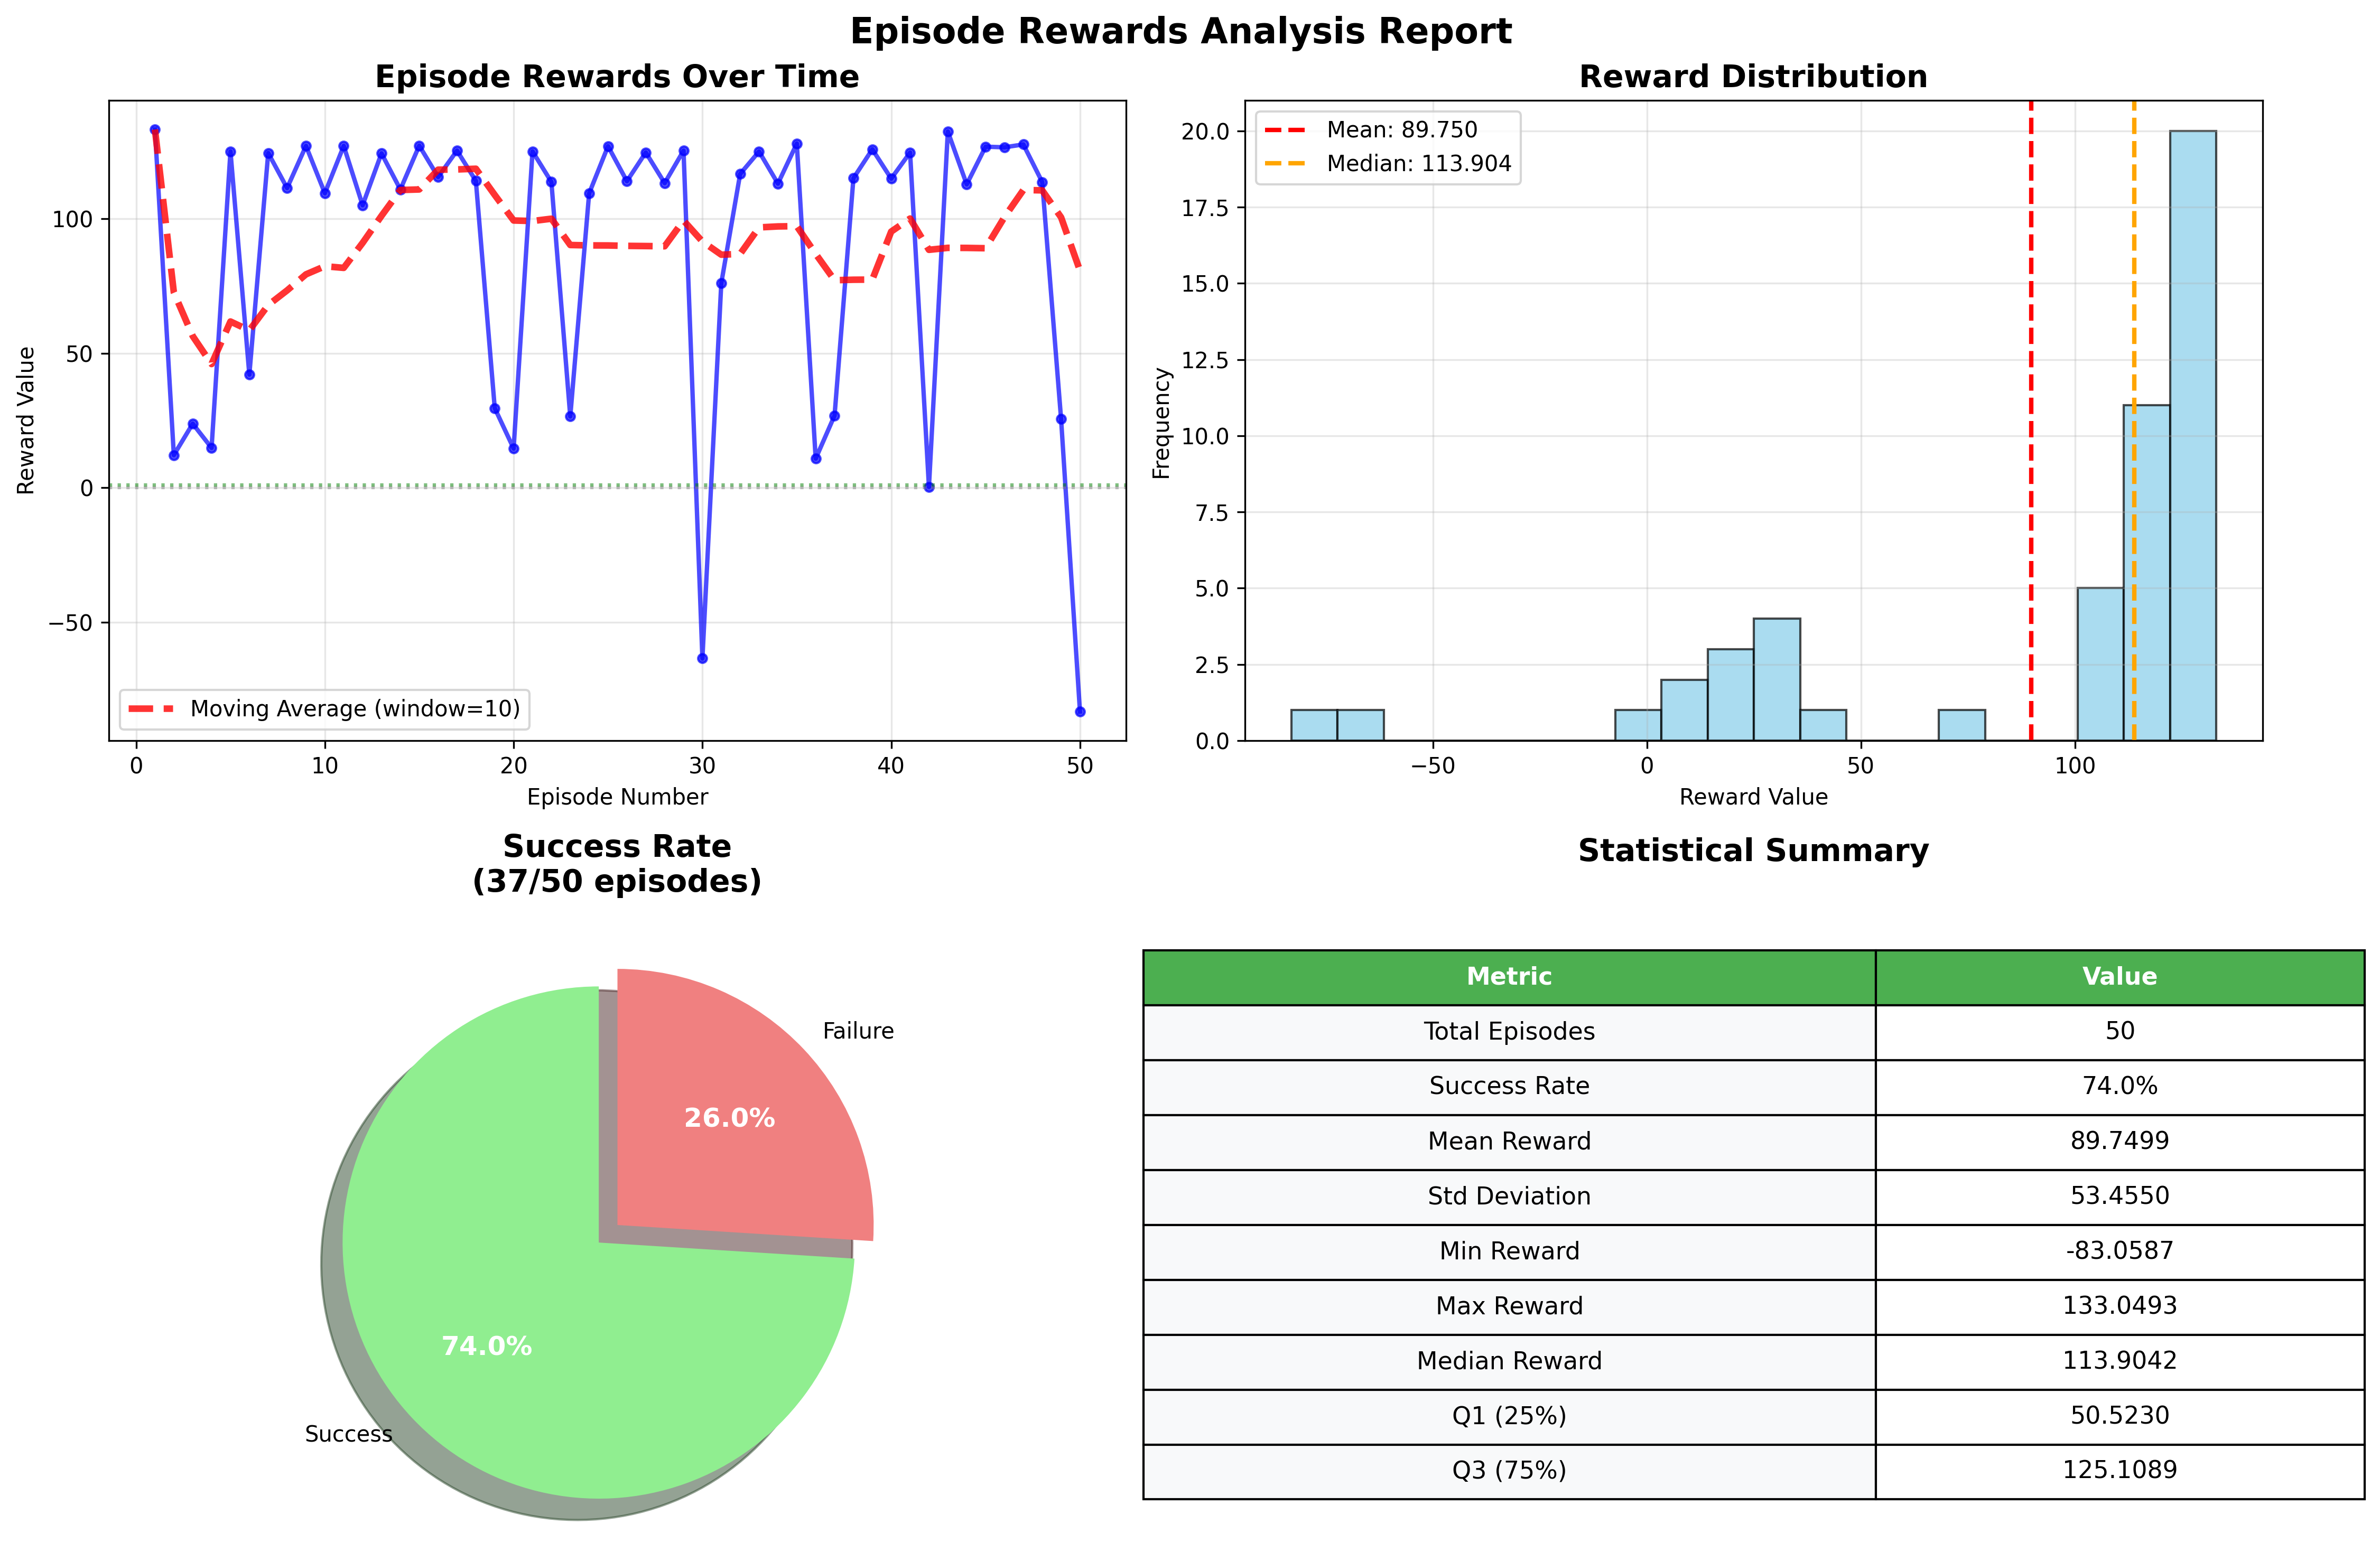 Episode Rewards Analysis Report
Episode Rewards Over Time
Reward Value
100
50
0
−50
Moving Average (window=10)
0 10 20 30 40 50
Episode Number
Reward Distribution
Mean: 89.750
Median: 113.904
Frequency
20.0
17.5
15.0
12.5
10.0
7.5
5.0
2.5
0.0
−50 0 50 100
Reward Value
Success Rate
(37/50 episodes)
Failure
26.0%
74.0%
Success
Statistical Summary
Metric Value
Total Episodes 50
Success Rate 74.0%
Mean Reward 89.7499
Std Deviation 53.4550
Min Reward -83.0587
Max Reward 133.0493
Median Reward 113.9042
Q1 (25%) 50.5230
Q3 (75%) 125.1089